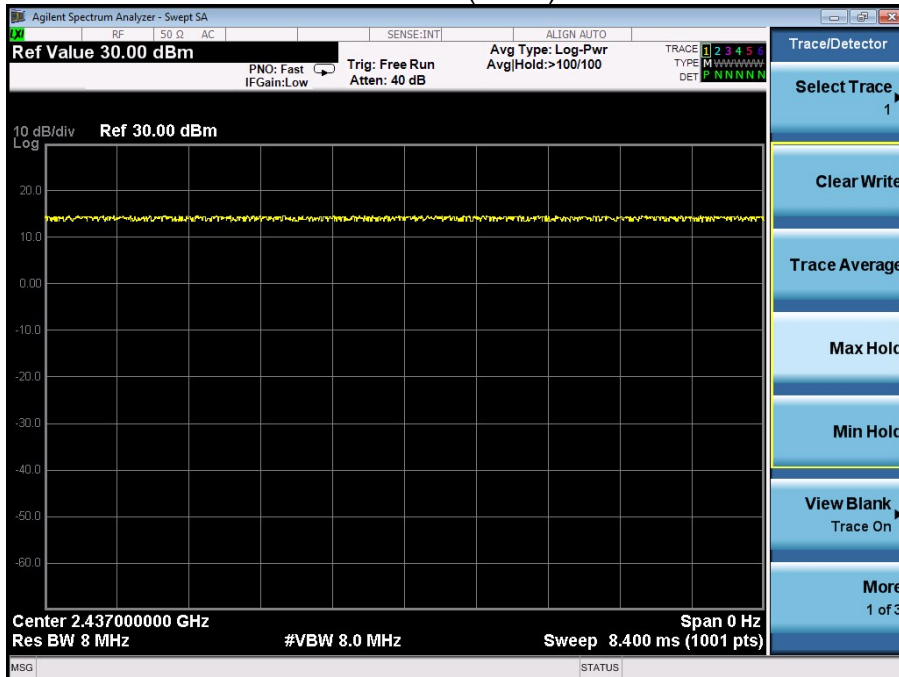 Agilent Spectrum Analyzer - Swept SA
LXI RF 50 Ω AC SENSE:INT ALIGN AUTO
Ref Value 30.00 dBm
PNO: Fast
IFGain:Low
Trig: Free Run
Atten: 40 dB
Avg Type: Log-Pwr
Avg|Hold:>100/100
TRACE 1 2 3 4 5 6
TYPE M WWWWW
DET P N N N N N
10 dB/div Ref 30.00 dBm
Log
20.0
10.0
0.00
-10.0
-20.0
-30.0
-40.0
-50.0
-60.0
Center 2.437000000 GHz Span 0 Hz
Res BW 8 MHz #VBW 8.0 MHz Sweep 8.400 ms (1001 pts)
MSG STATUS
Trace/Detector
Select Trace
1
Clear Write
Trace Average
Max Hold
Min Hold
View Blank
Trace On
More
1 of 3